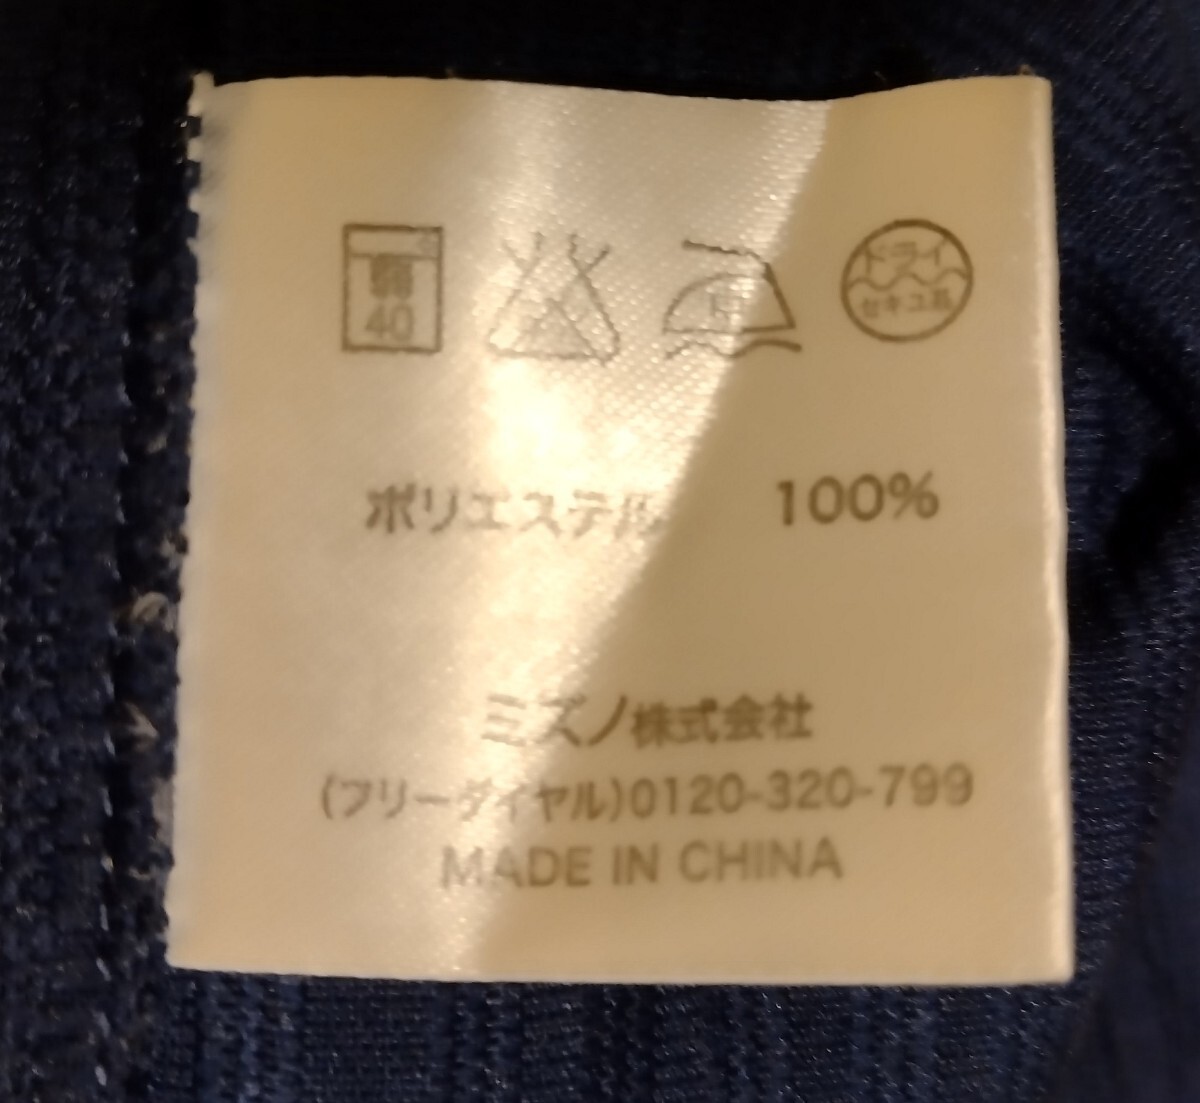 弱 40 ドライ セキユ系
ポリエステル 100%
ミズノ株式会社
(フリーダイヤル)0120-320-799
MADE IN CHINA